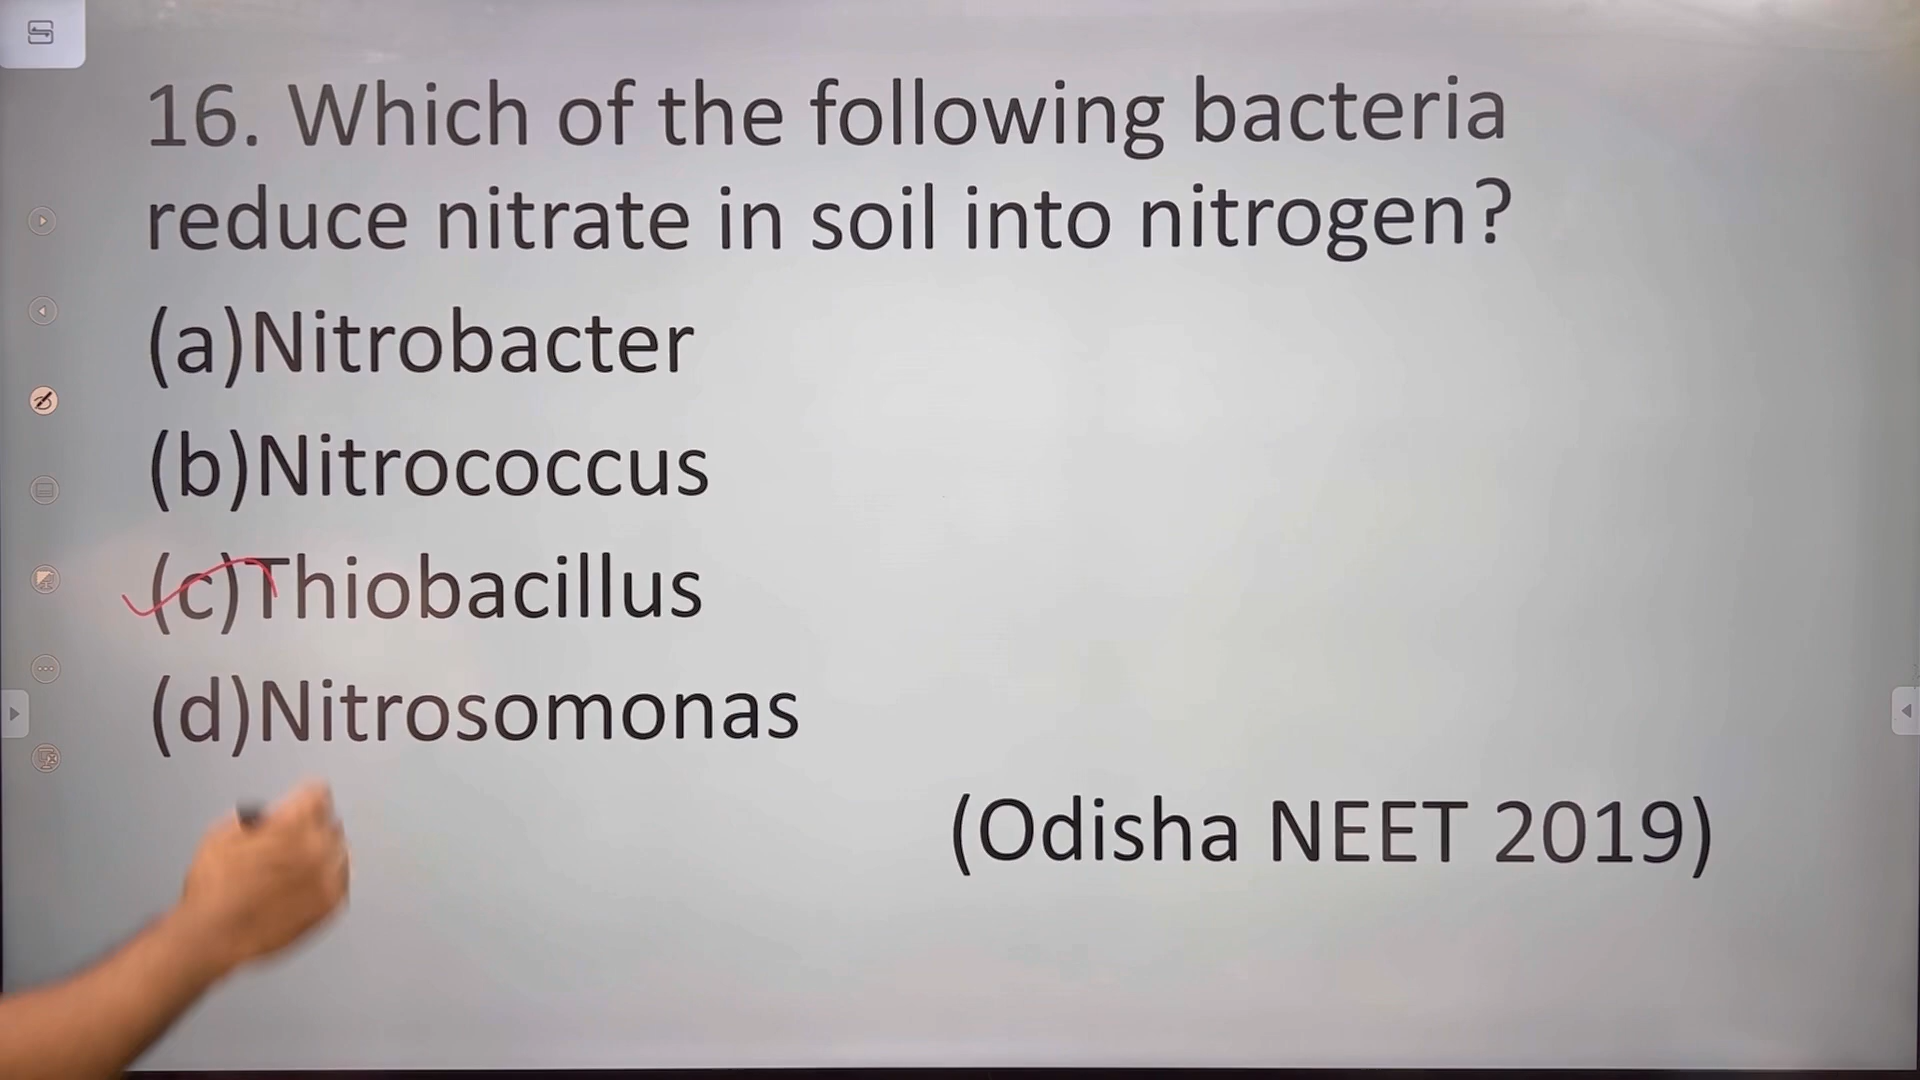 16. Which of the following bacteria
reduce nitrate in soil into nitrogen?
(a)Nitrobacter
(b)Nitrococcus
(c)Thiobacillus
(d)Nitrosomonas
(Odisha NEET 2019)